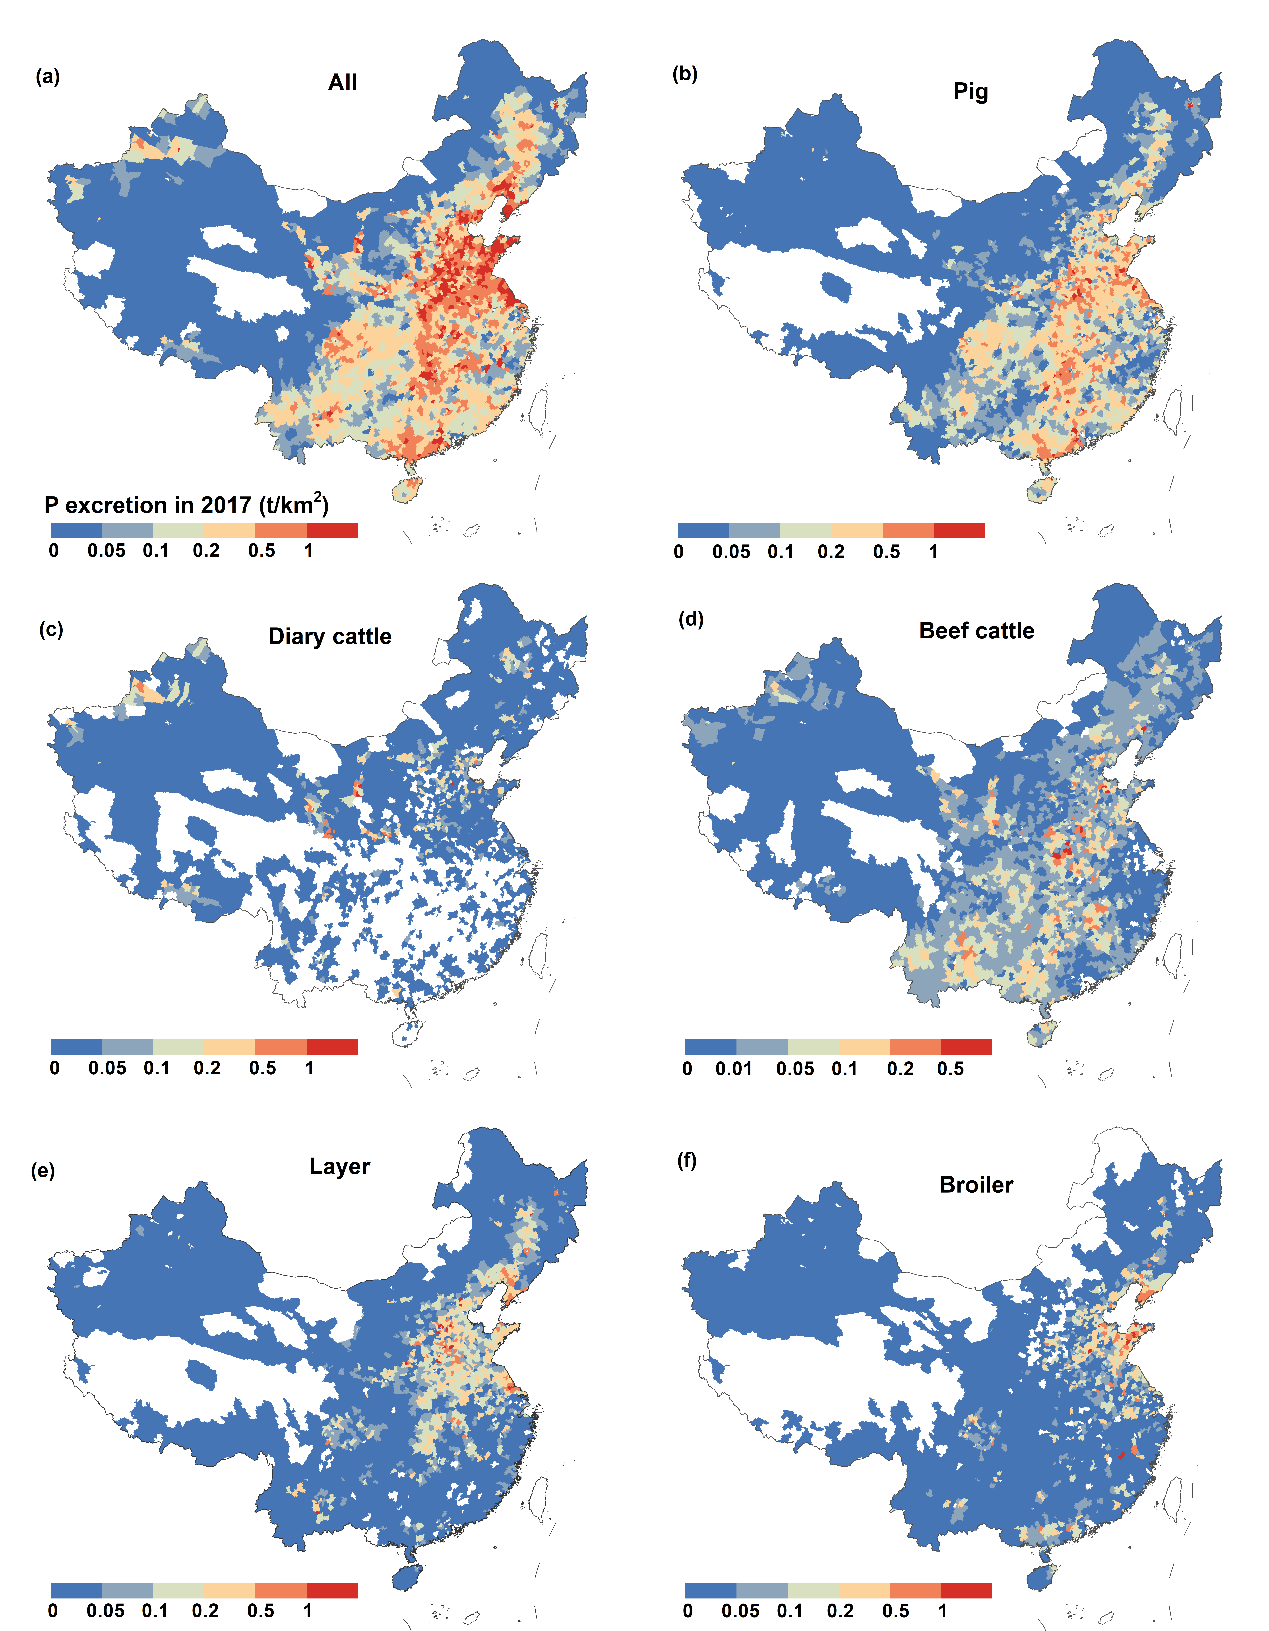 (a)
All
(b)
Pig
P excretion in 2017 (t/km²)
0 0.05 0.1 0.2 0.5 1
0 0.05 0.1 0.2 0.5 1
(c)
Diary cattle
(d)
Beef cattle
0 0.05 0.1 0.2 0.5 1
0 0.01 0.05 0.1 0.2 0.5
(e)
Layer
(f)
Broiler
0 0.05 0.1 0.2 0.5 1
0 0.05 0.1 0.2 0.5 1